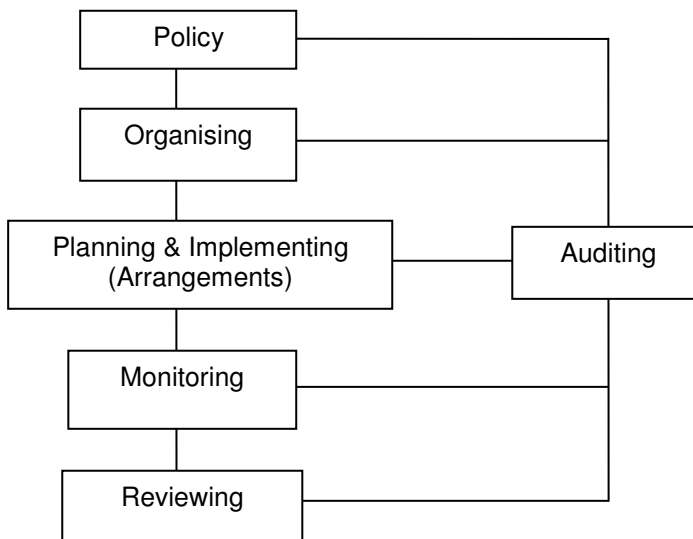 Policy
Organising
Planning & Implementing
(Arrangements)
Auditing
Monitoring
Reviewing